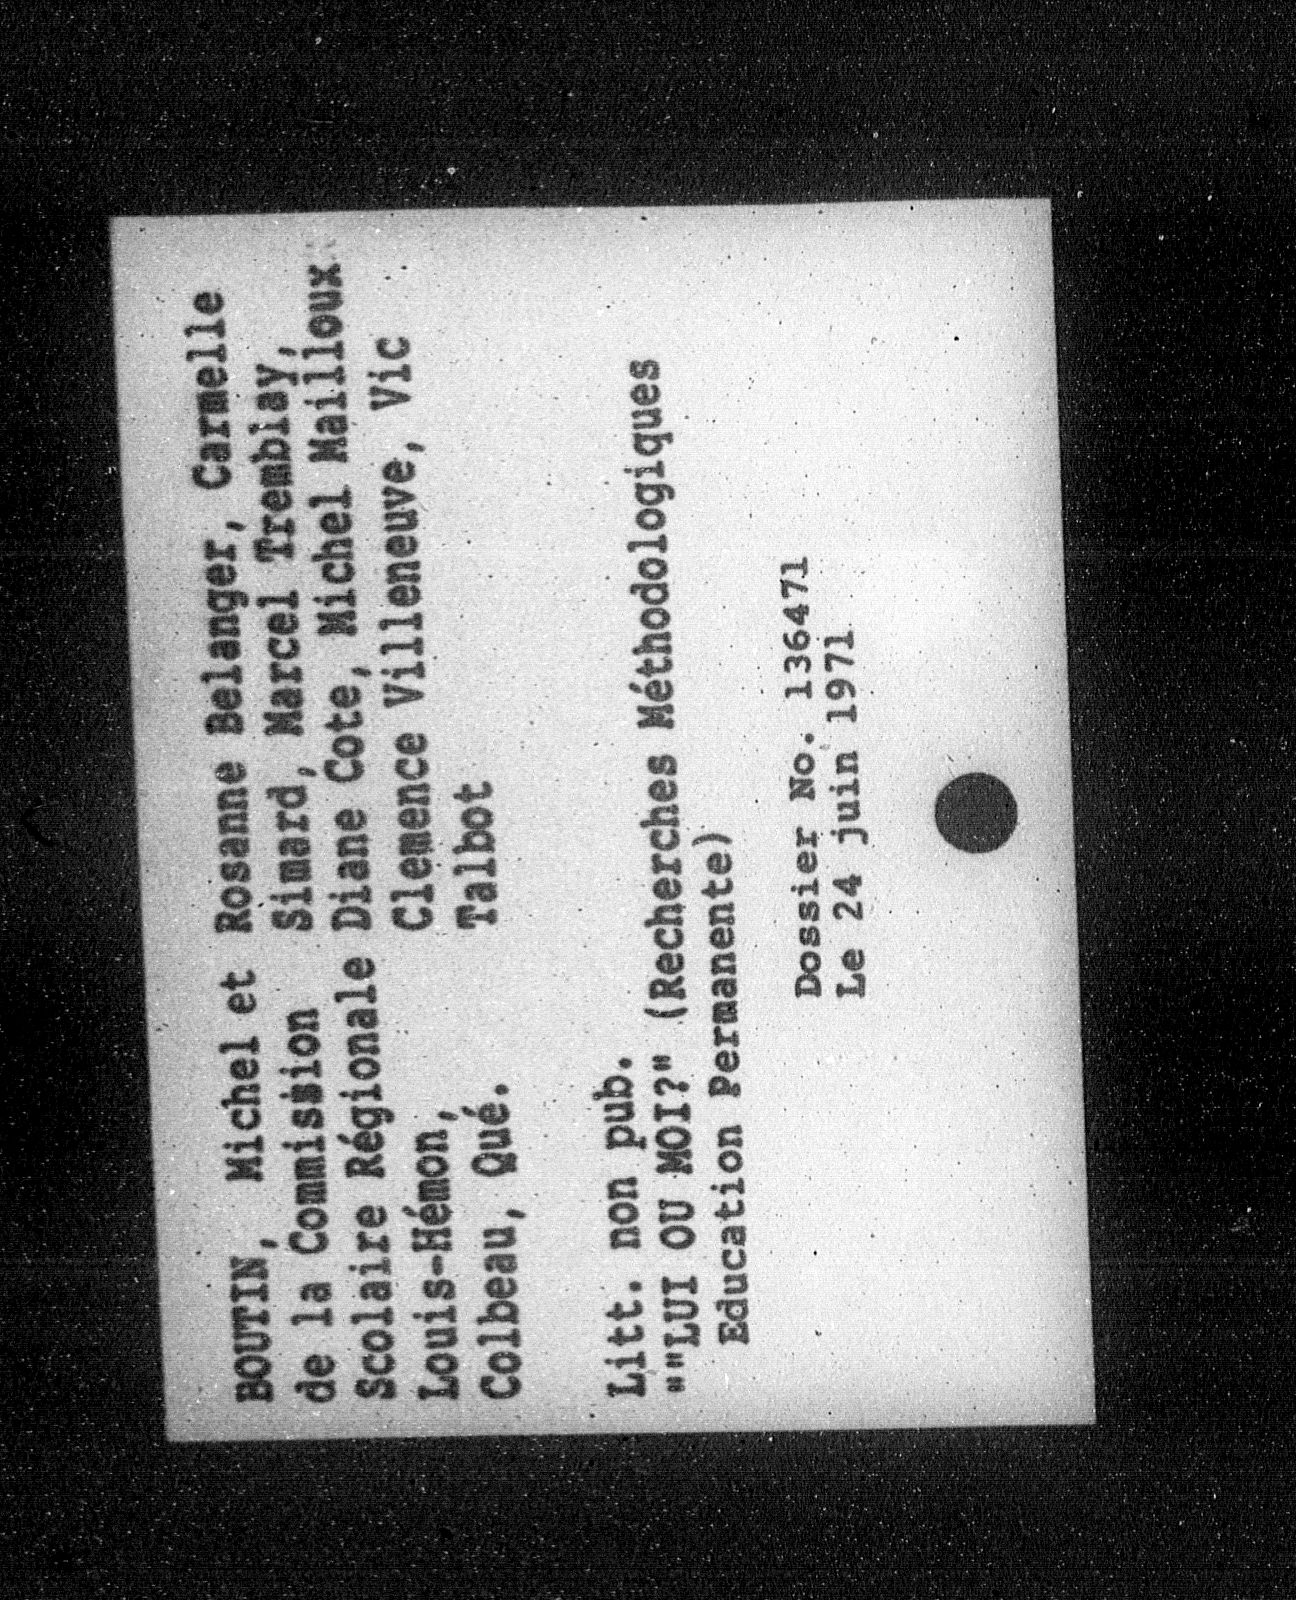 BOUTIN, Michel et Rosanne Belanger, Carmelle
de la Commission Simard, Marcel Tremblay,
Scolaire Régionale Diane Cote, Michel Mailloux
Louis-Hémon, Clemence Villeneuve, Vic
Colbeau, Qué. Talbot
Litt. non pub.
""LUI OU MOI?" (Recherches Méthodologiques
Education Permanente)
Dossier No. 136471
Le 24 juin 1971